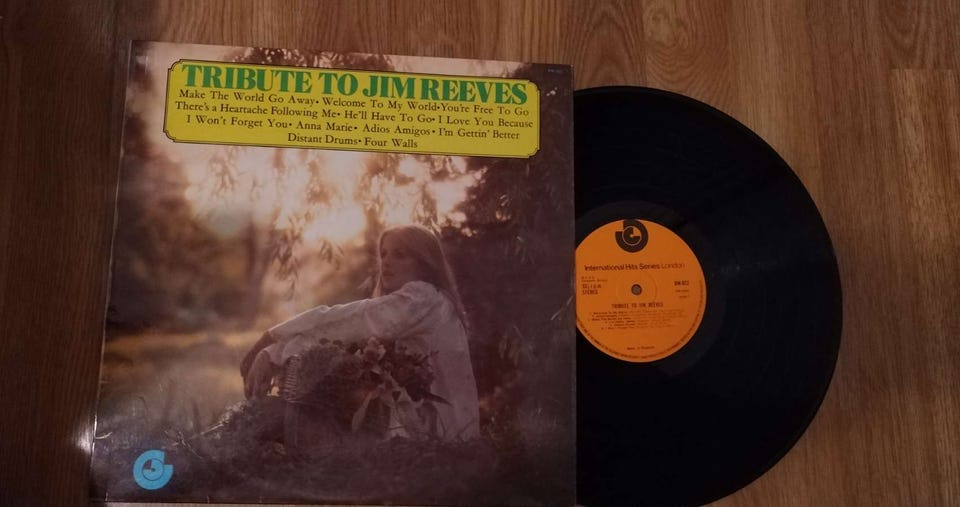 TRIBUTE TO JIM REEVES
Make The World Go Away• Welcome To My World•You're Free To Go
There's a Heartache Following Me• He'll Have To Go• I Love You Because
I Won't Forget You• Anna Marie• Adios Amigos• I'm Gettin' Better
Distant Drums• Four Walls
International Hits Series London
STEREO
TRIBUTE TO JIM REEVES